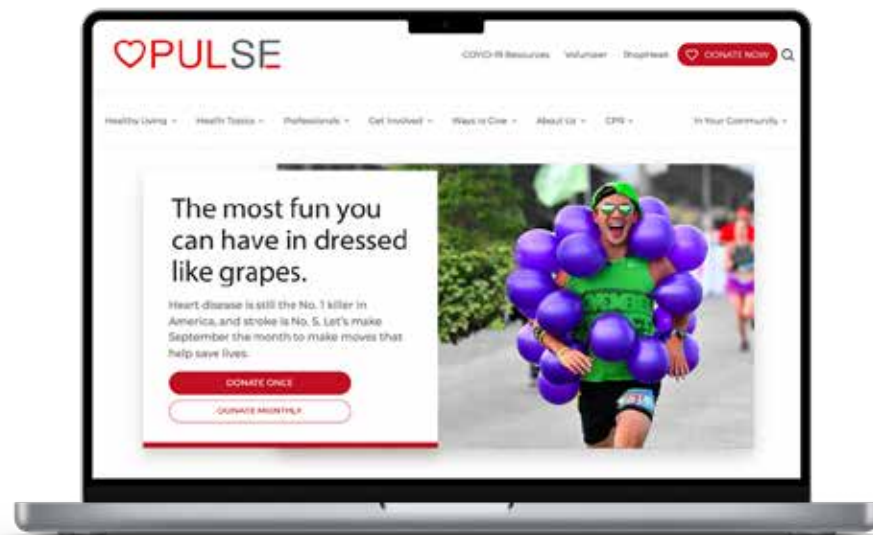 PULSE
COVID-19 Resources Volunteer ShopHeart DONATE NOW
Healthy Living Health Topics Professionals Get Involved Ways to Give About Us CPR In Your Community
The most fun you
can have in dressed
like grapes.
Heart disease is still the No. 1 killer in
America, and stroke is No. 5. Let's make
September the month to make moves that
help save lives.
DONATE ONCE
DONATE MONTHLY